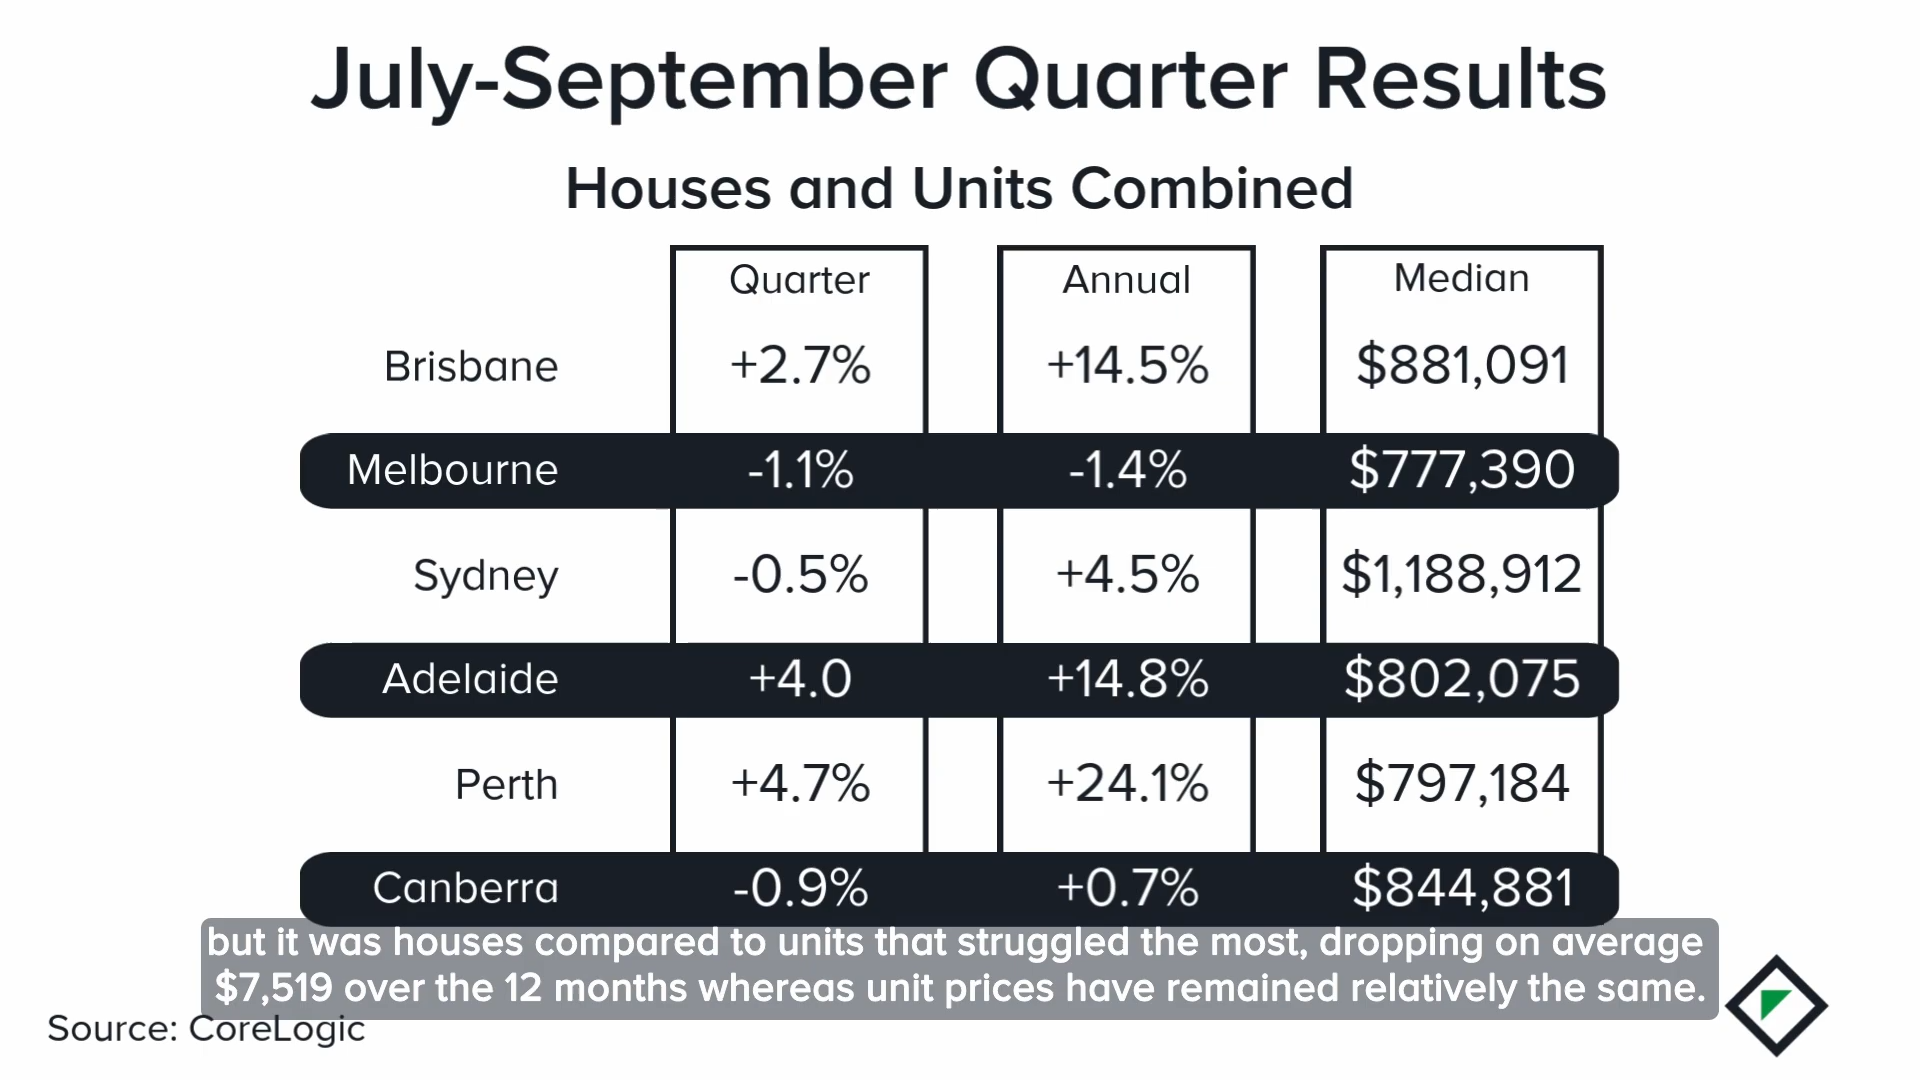 July-September Quarter Results
Houses and Units Combined
Quarter Annual Median
Brisbane +2.7% +14.5% $881,091
Melbourne -1.1% -1.4% $777,390
Sydney -0.5% +4.5% $1,188,912
Adelaide +4.0 +14.8% $802,075
Perth +4.7% +24.1% $797,184
Canberra -0.9% +0.7% $844,881
but it was houses compared to units that struggled the most, dropping on average
$7,519 over the 12 months whereas unit prices have remained relatively the same.
Source: CoreLogic